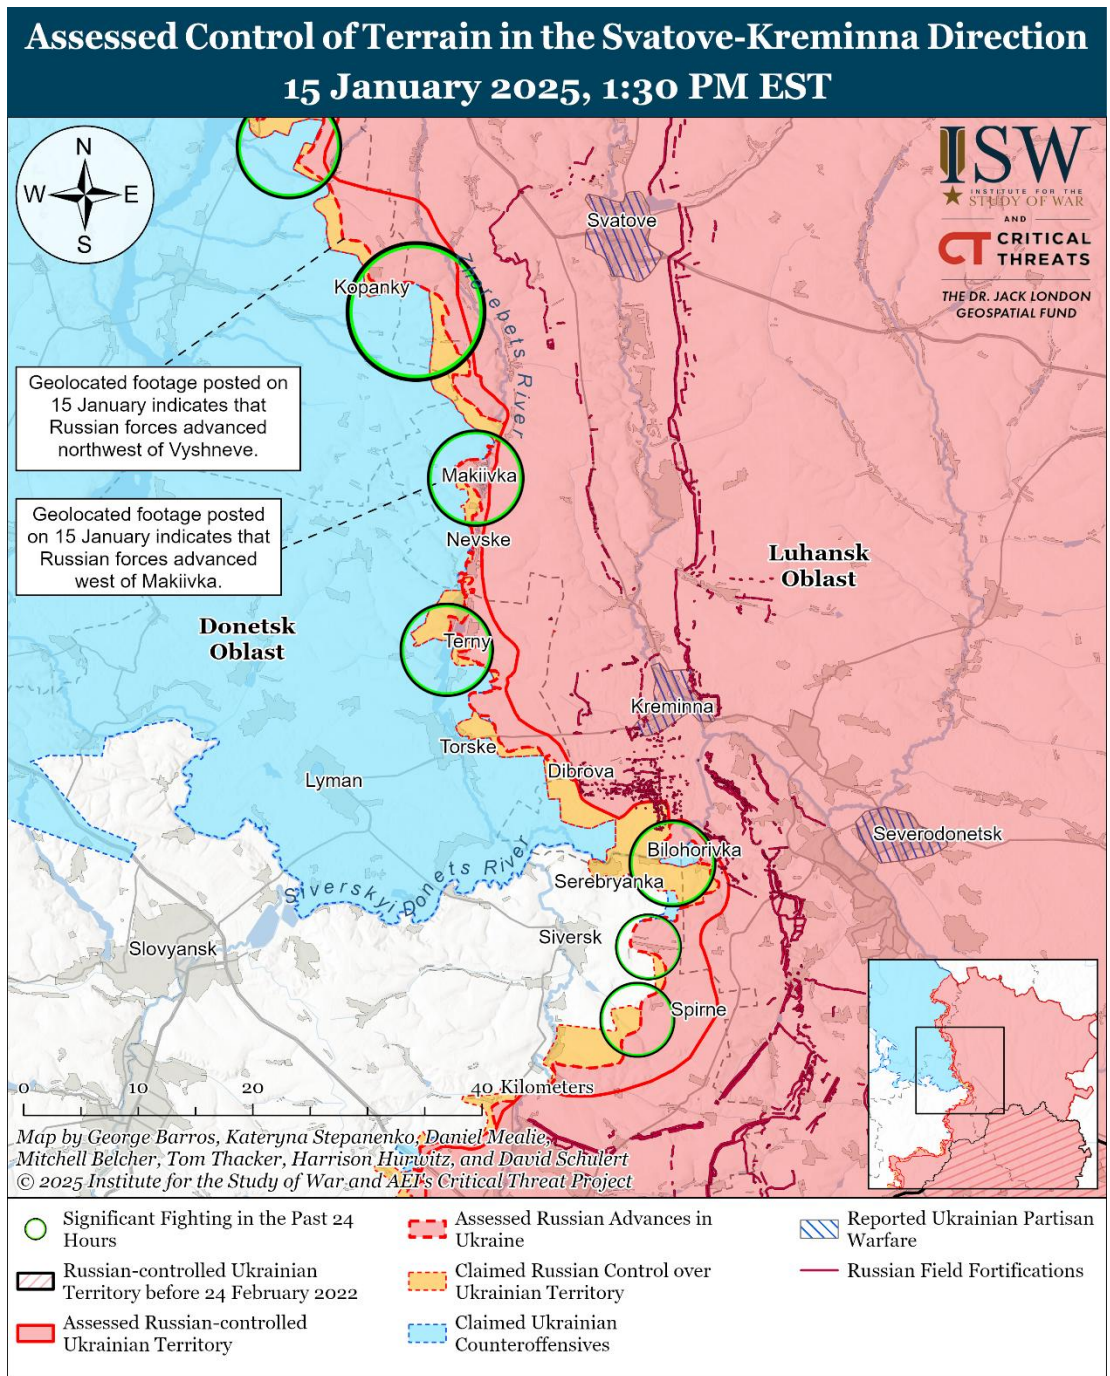 Assessed Control of Terrain in the Svatove-Kreminna Direction
15 January 2025, 1:30 PM EST
N
W
E
S
ISW
INSTITUTE FOR THE
STUDY OF WAR
AND
CT CRITICAL
THREATS
THE DR. JACK LONDON
GEOSPATIAL FUND
Svatove
Kopanky
Zherebets River
Geolocated footage posted on
15 January indicates that
Russian forces advanced
northwest of Vyshneve.
Makiivka
Geolocated footage posted
on 15 January indicates that
Russian forces advanced
west of Makiivka.
Nevske
Luhansk
Oblast
Donetsk
Oblast
Terny
Kreminna
Torske
Dibrova
Lyman
Severodonetsk
Bilohorivka
Serebryanka
Siverskyi Donets River
Siversk
Slovyansk
Spirne
0 10 20 40 Kilometers
Map by George Barros, Kateryna Stepanenko, Daniel Mealie,
Mitchell Belcher, Tom Thacker, Harrison Hurwitz, and David Schulert
© 2025 Institute for the Study of War and AEI's Critical Threat Project
Significant Fighting in the Past 24
Hours
Russian-controlled Ukrainian
Territory before 24 February 2022
Assessed Russian-controlled
Ukrainian Territory
Assessed Russian Advances in
Ukraine
Claimed Russian Control over
Ukrainian Territory
Claimed Ukrainian
Counteroffensives
Reported Ukrainian Partisan
Warfare
Russian Field Fortifications